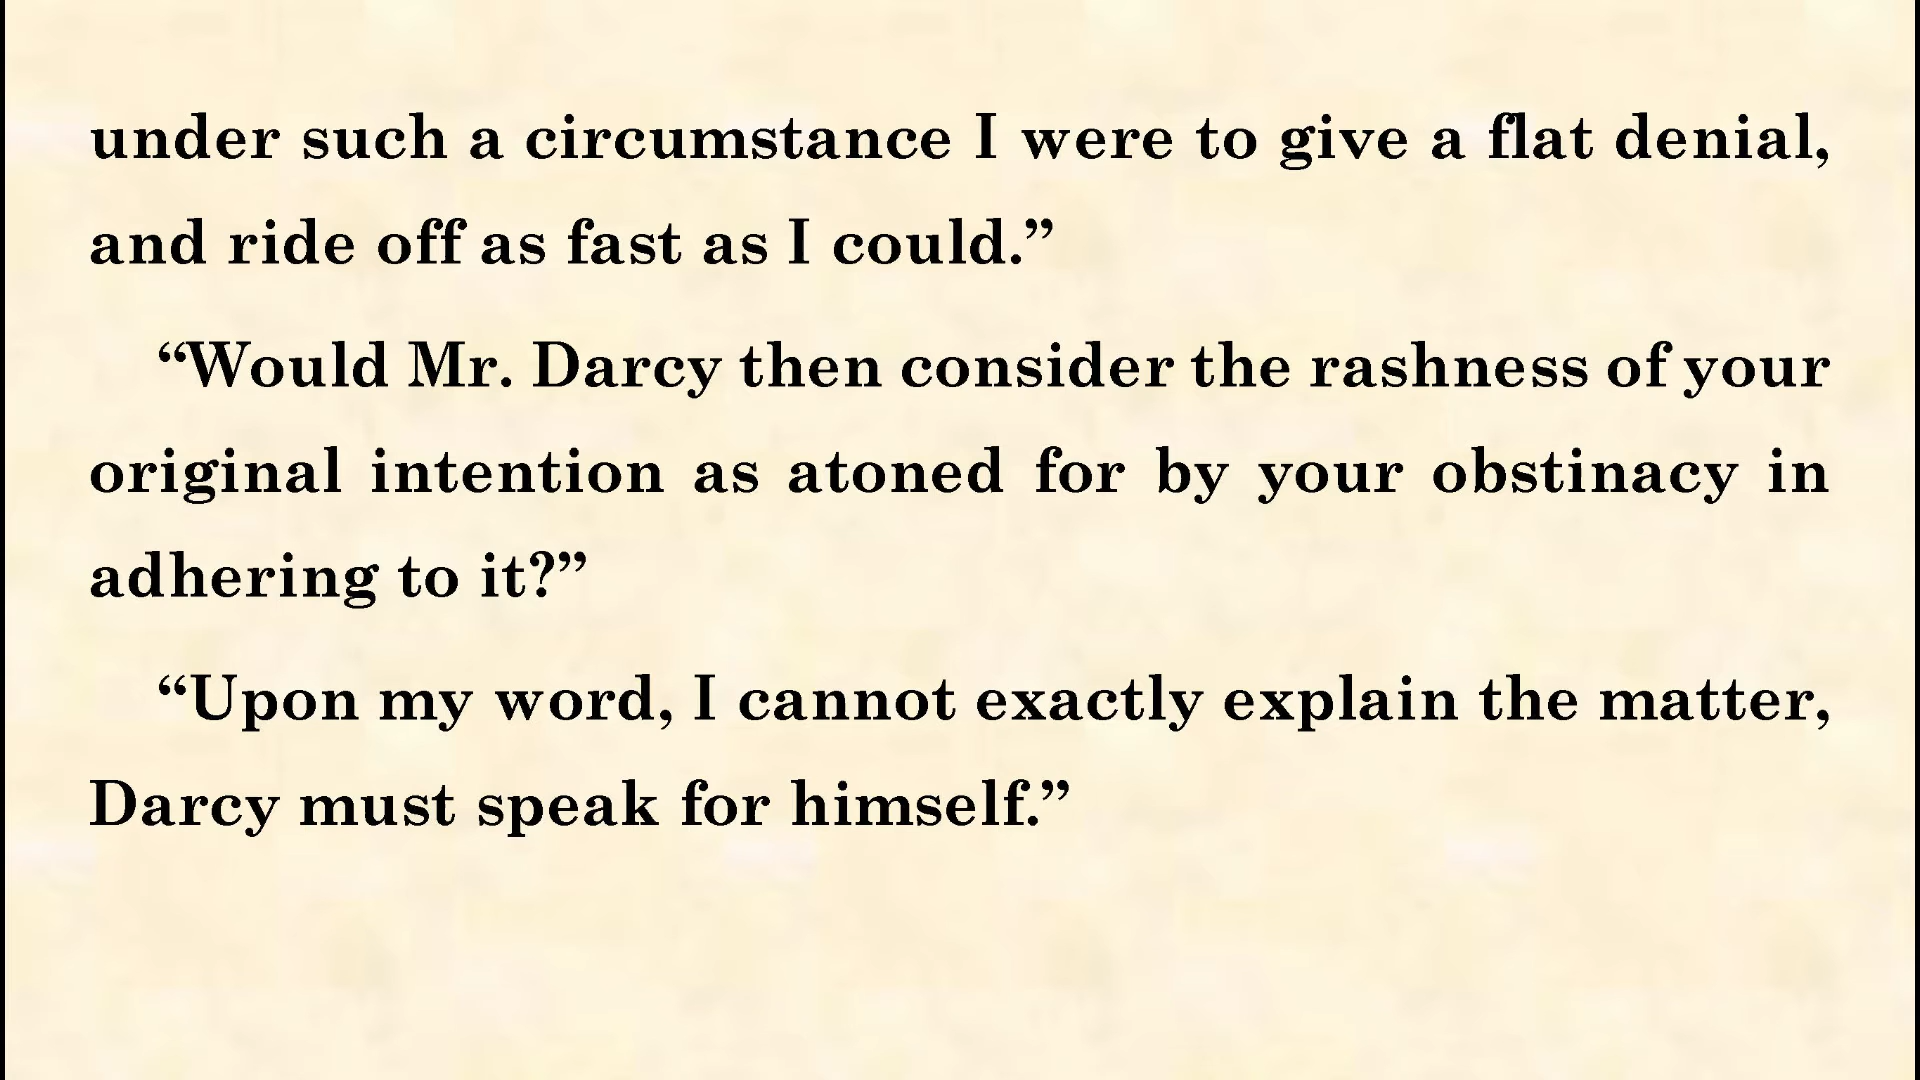 under such a circumstance I were to give a flat denial,
and ride off as fast as I could.”
“Would Mr. Darcy then consider the rashness of your
original intention as atoned for by your obstinacy in
adhering to it?”
“Upon my word, I cannot exactly explain the matter,
Darcy must speak for himself.”